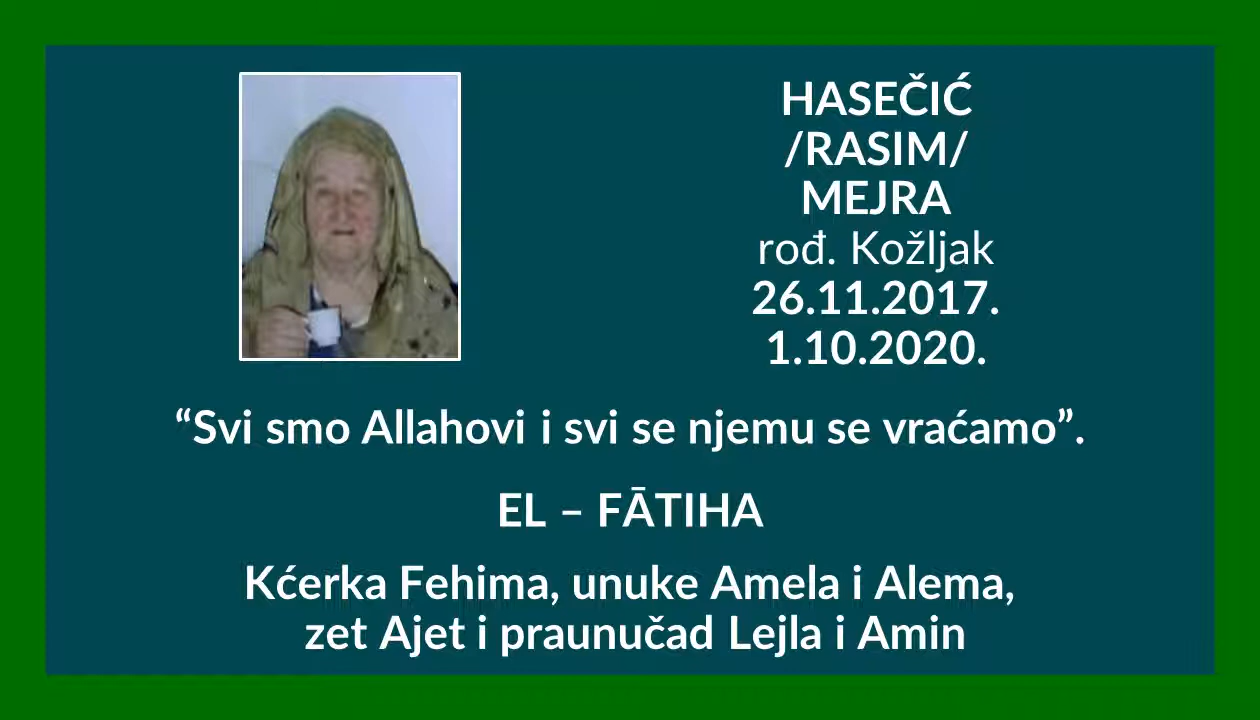 HASEČIĆ
/RASIM/
MEJRA
rođ. Kožljak
26.11.2017.
1.10.2020.
“Svi smo Allahovi i svi se njemu se vraćamo”.
EL – FĀTIHA
Kćerka Fehima, unuke Amela i Alema,
zet Ajet i praunučad Lejla i Amin